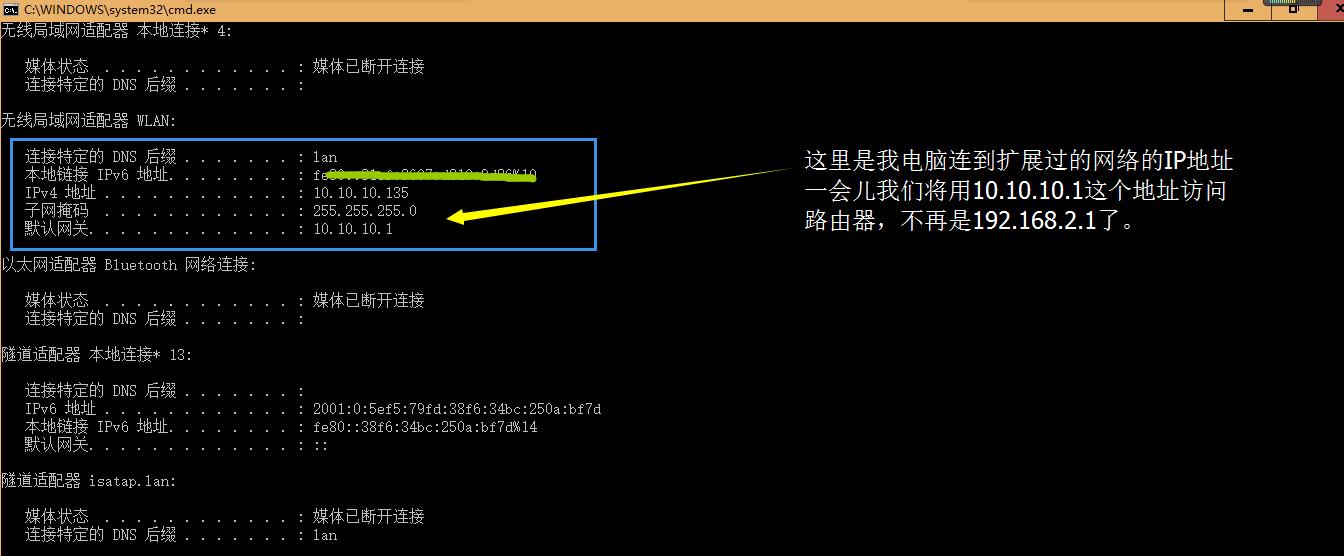 C:\WINDOWS\system32\cmd.exe
无线局域网适配器 本地连接* 4:
媒体状态 . . . . . . . . . . . . : 媒体已断开连接
连接特定的 DNS 后缀 . . . . . . . :
无线局域网适配器 WLAN:
连接特定的 DNS 后缀 . . . . . . . : lan
本地链接 IPv6 地址. . . . . . . . :
IPv4 地址 . . . . . . . . . . . . : 10.10.10.135
子网掩码 . . . . . . . . . . . . : 255.255.255.0
默认网关. . . . . . . . . . . . . : 10.10.10.1
这里是我电脑连到扩展过的网络的IP地址
一会儿我们将用10.10.10.1这个地址访问
路由器，不再是192.168.2.1了。
以太网适配器 Bluetooth 网络连接:
媒体状态 . . . . . . . . . . . . : 媒体已断开连接
连接特定的 DNS 后缀 . . . . . . . :
隧道适配器 本地连接* 13:
连接特定的 DNS 后缀 . . . . . . . :
IPv6 地址 . . . . . . . . . . . . : 2001:0:5ef5:79fd:38f6:34bc:250a:bf7d
本地链接 IPv6 地址. . . . . . . . : fe80::38f6:34bc:250a:bf7d%14
默认网关. . . . . . . . . . . . . : ::
隧道适配器 isatap.lan:
媒体状态 . . . . . . . . . . . . : 媒体已断开连接
连接特定的 DNS 后缀 . . . . . . . : lan